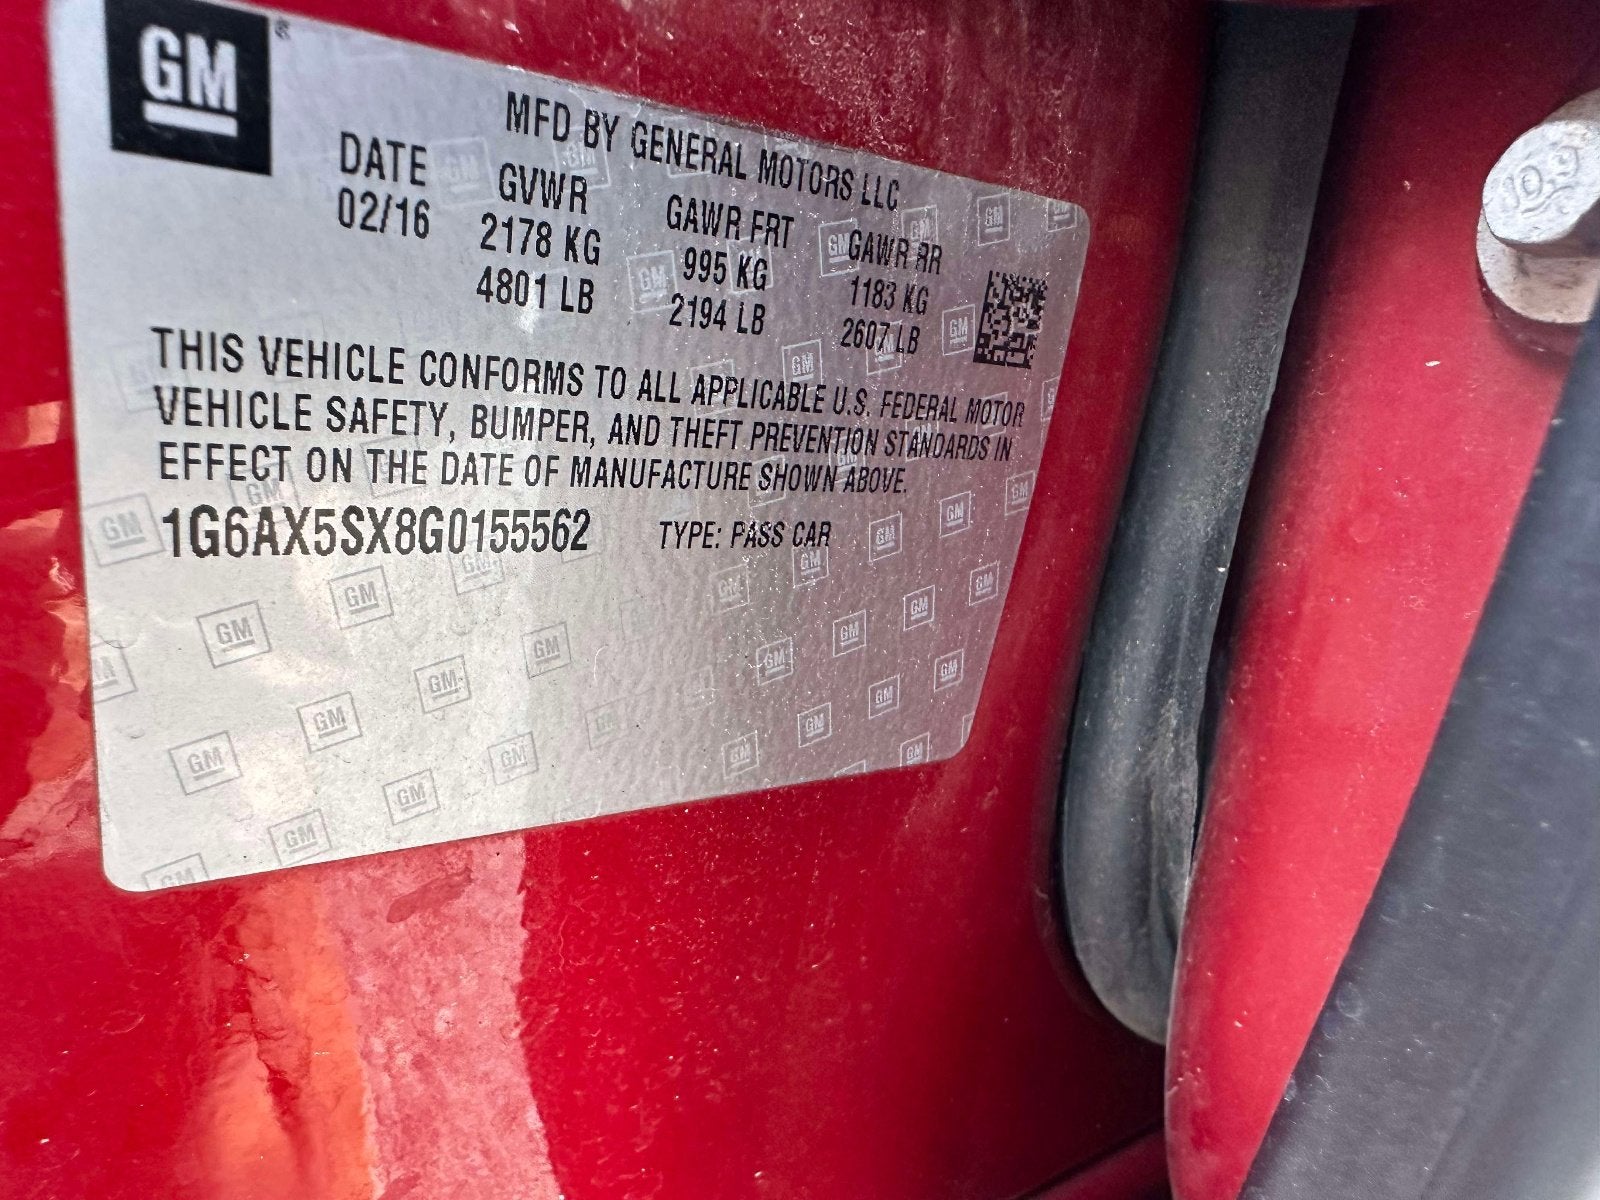 GM
MFD BY GENERAL MOTORS LLC
DATE GVWR GAWR FRT GAWR RR
02/16 2178 KG 995 KG 1183 KG
4801 LB 2194 LB 2607 LB
THIS VEHICLE CONFORMS TO ALL APPLICABLE U.S. FEDERAL MOTOR
VEHICLE SAFETY, BUMPER, AND THEFT PREVENTION STANDARDS IN
EFFECT ON THE DATE OF MANUFACTURE SHOWN ABOVE.
1G6AX5SX8G0155562 TYPE: PASS CAR
10.9